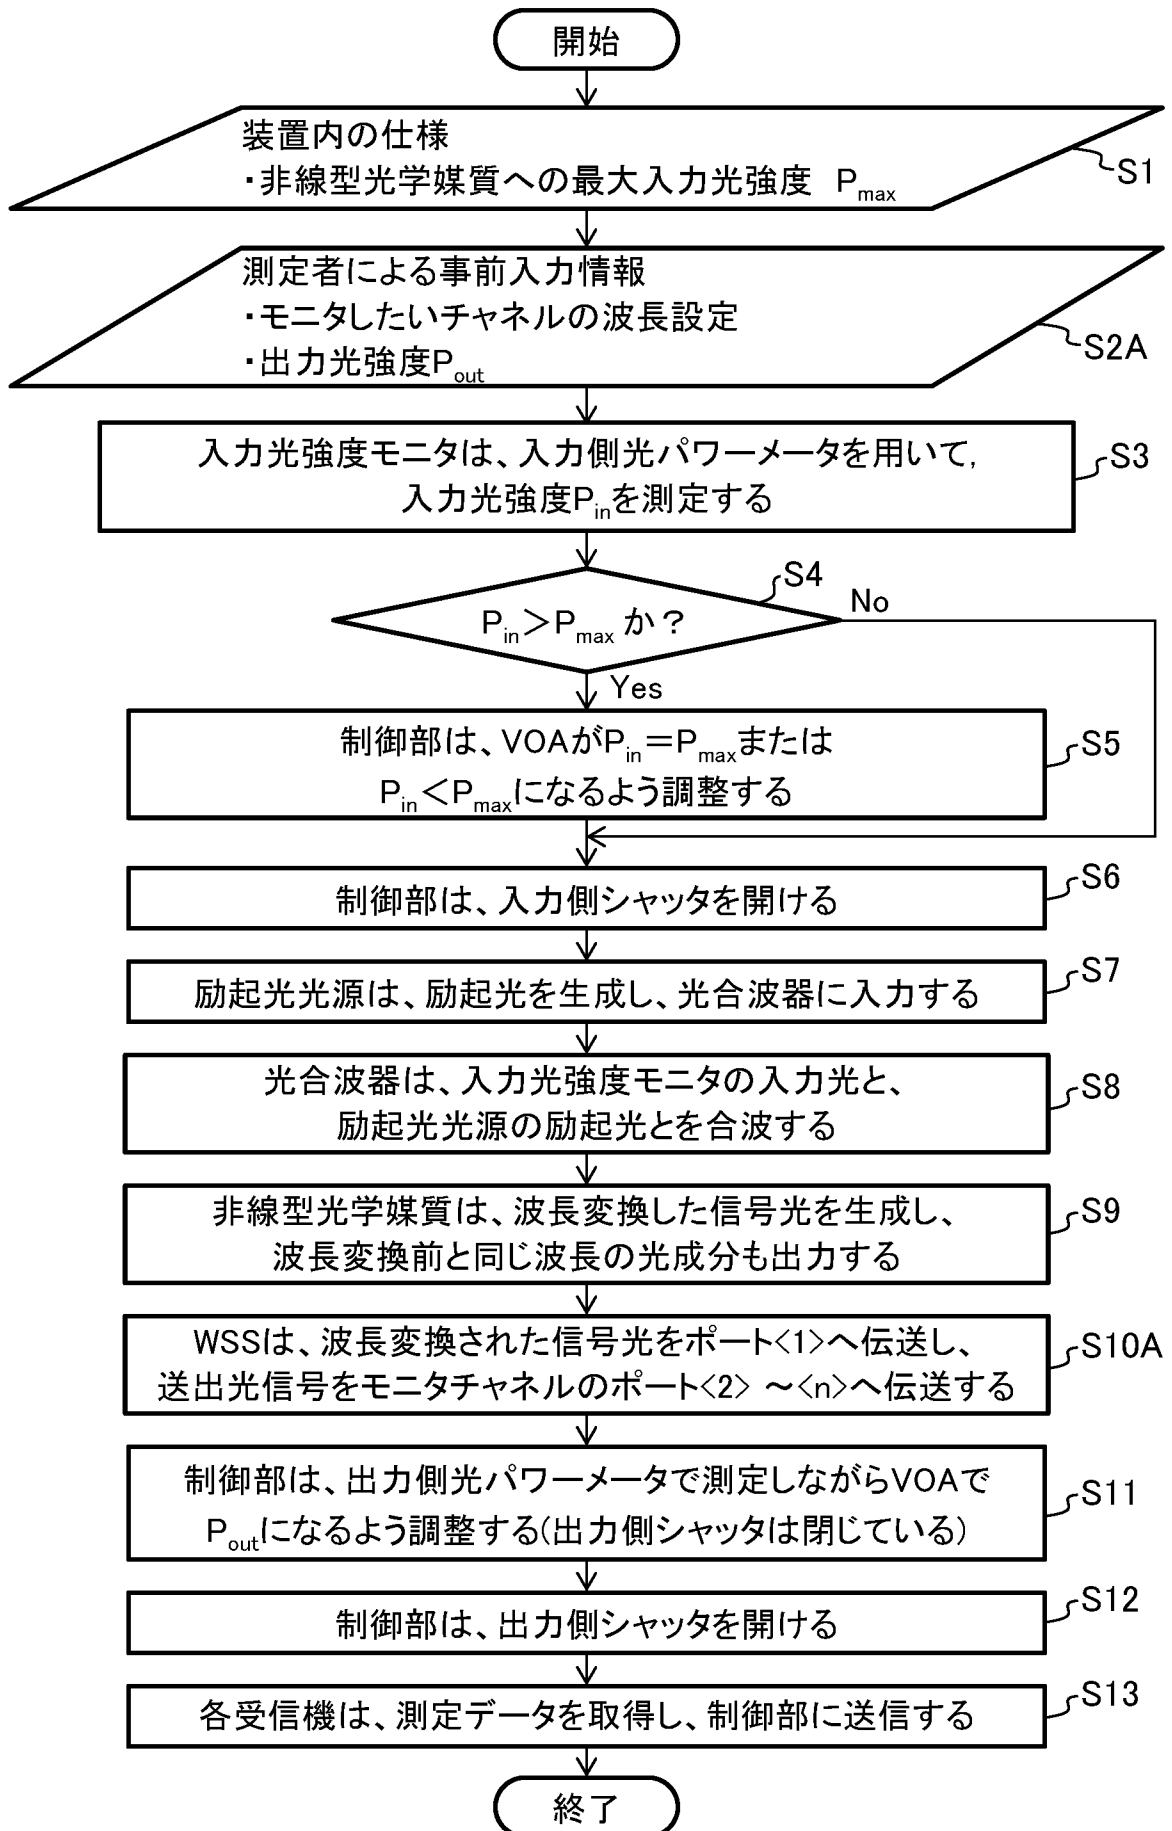 開始
装置内の仕様
・非線型光学媒質への最大入力光強度 Pmax
S1
測定者による事前入力情報
・モニタしたいチャネルの波長設定
・出力光強度Pout
S2A
入力光強度モニタは、入力側光パワーメータを用いて,
入力光強度Pinを測定する
S3
S4
Pin＞Pmax か？
No
Yes
制御部は、VOAがPin＝Pmaxまたは
Pin＜Pmaxになるよう調整する
S5
制御部は、入力側シャッタを開ける
S6
励起光光源は、励起光を生成し、光合波器に入力する
S7
光合波器は、入力光強度モニタの入力光と、
励起光光源の励起光とを合波する
S8
非線型光学媒質は、波長変換した信号光を生成し、
波長変換前と同じ波長の光成分も出力する
S9
WSSは、波長変換された信号光をポート<1>へ伝送し、
送出光信号をモニタチャネルのポート<2> ～<n>へ伝送する
S10A
制御部は、出力側光パワーメータで測定しながらVOAで
Poutになるよう調整する(出力側シャッタは閉じている)
S11
制御部は、出力側シャッタを開ける
S12
各受信機は、測定データを取得し、制御部に送信する
S13
終了